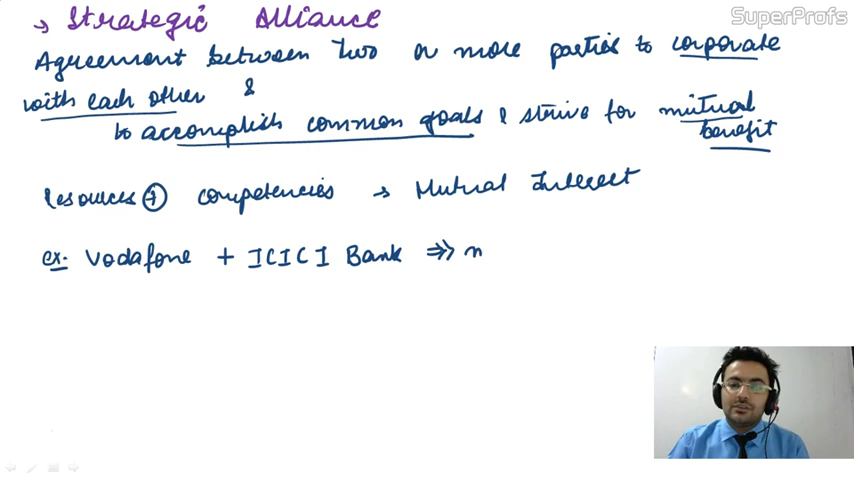 SuperProfs
→ Strategic Alliance
Agreement between two or more parties to corporate
with each other &
to accomplish common goals & strive for mutual
benefit
Resources + competencies → Mutual Interest
ex. Vodafone + ICICI Bank ⇒> m